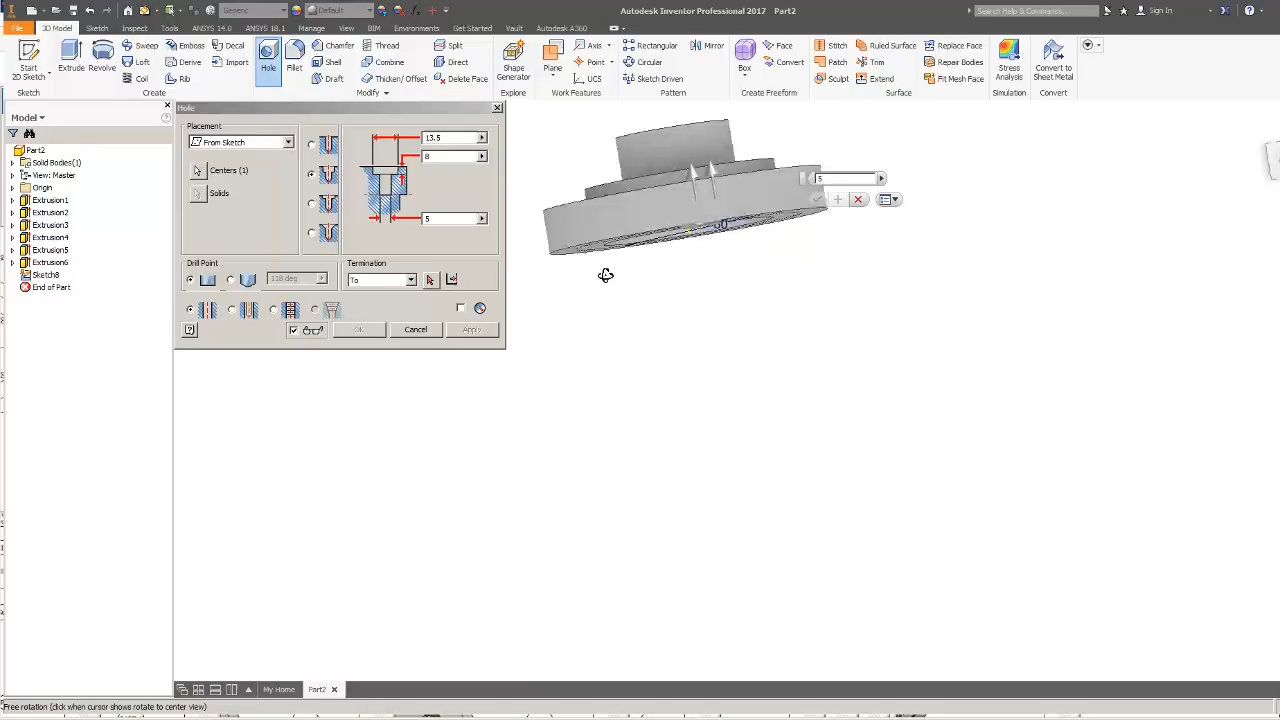 Generic
Default
Autodesk Inventor Professional 2017 Part2
Search Help & Commands...
Sign In
File
3D Model
Sketch
Inspect
Tools
ANSYS 14.0
ANSYS 18.1
Manage
View
BIM
Environments
Get Started
Vault
Autodesk A360
Start
2D Sketch
Extrude
Revolve
Sweep
Loft
Coil
Emboss
Derive
Rib
Decal
Import
Hole
Fillet
Chamfer
Shell
Draft
Thread
Combine
Thicken/ Offset
Split
Direct
Delete Face
Shape
Generator
Plane
Axis
Point
UCS
Rectangular
Circular
Sketch Driven
Mirror
Box
Face
Convert
Stitch
Patch
Sculpt
Ruled Surface
Trim
Extend
Replace Face
Repair Bodies
Fit Mesh Face
Stress
Analysis
Convert to
Sheet Metal
Sketch
Create
Modify
Explore
Work Features
Pattern
Create Freeform
Surface
Simulation
Convert
Model
Part2
Solid Bodies(1)
View: Master
Origin
Extrusion1
Extrusion2
Extrusion3
Extrusion4
Extrusion5
Extrusion6
Sketch8
End of Part
Hole
Placement
From Sketch
Centers (1)
Solids
13.5
8
5
Drill Point
118 deg
Termination
To
OK
Cancel
Apply
5
My Home
Part2
Free rotation (click when cursor shows rotate to center view)